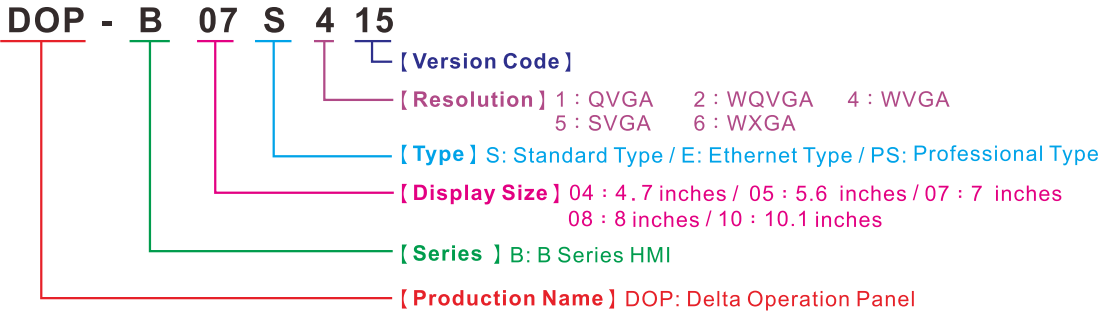 DOP - B 07 S 4 15
【Version Code】
【Resolution】1：QVGA 2：WQVGA 4：WVGA
5：SVGA 6：WXGA
【Type】S: Standard Type / E: Ethernet Type / PS: Professional Type
【Display Size】04：4.7 inches / 05：5.6 inches / 07：7 inches
08：8 inches / 10：10.1 inches
【Series 】B: B Series HMI
【Production Name】DOP: Delta Operation Panel